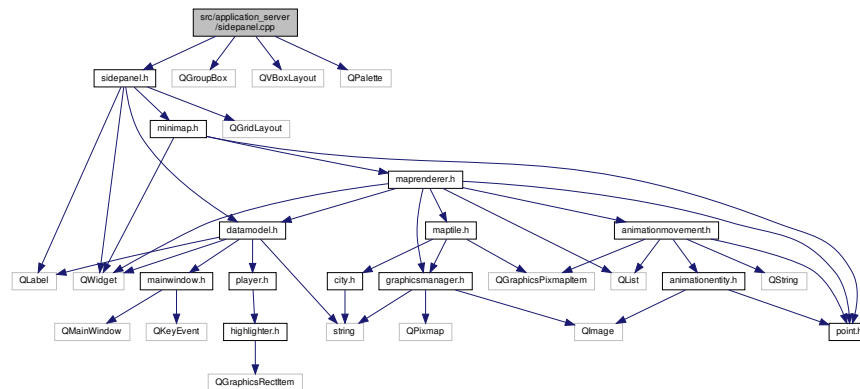 src/application_server
/sidepanel.cpp
sidepanel.h
QGroupBox
QVBoxLayout
QPalette
minimap.h
QGridLayout
maprenderer.h
datamodel.h
maptile.h
animationmovement.h
QLabel
QWidget
mainwindow.h
player.h
city.h
graphicsmanager.h
QGraphicsPixmapItem
QList
animationentity.h
QString
QMainWindow
QKeyEvent
highlighter.h
string
QPixmap
QImage
point.h
QGraphicsRectItem